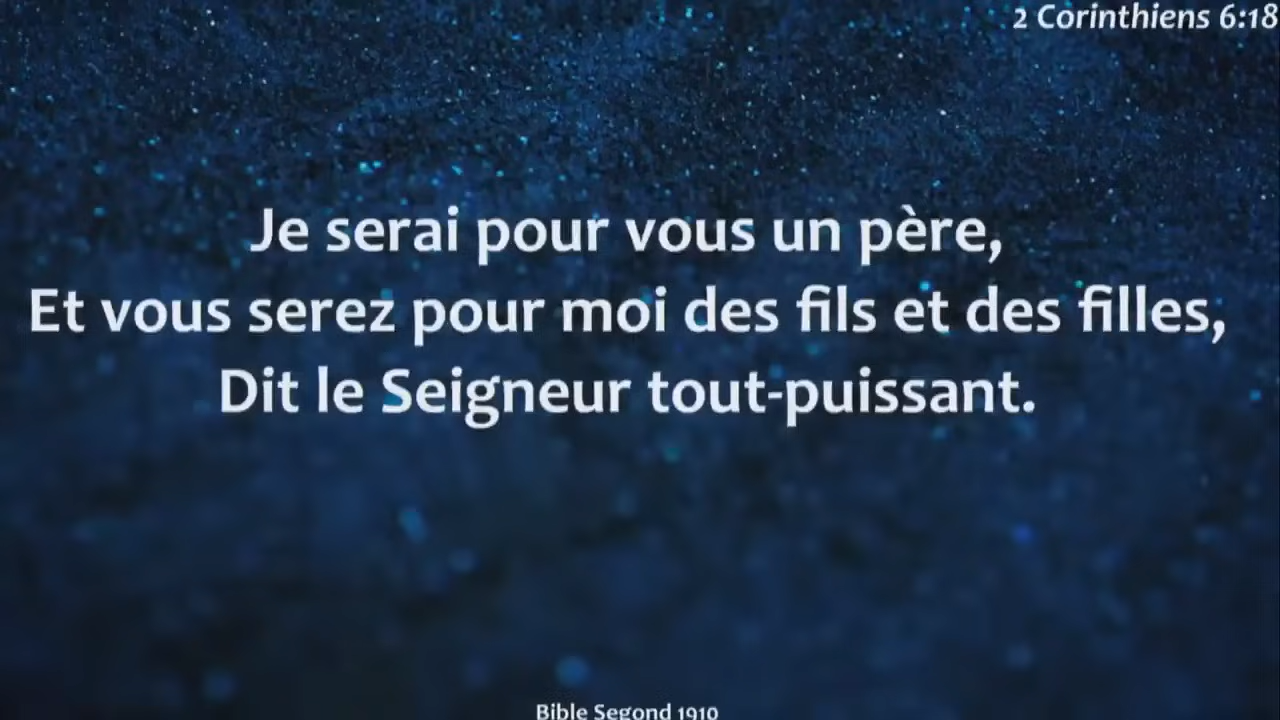 2 Corinthiens 6:18
Je serai pour vous un père,
Et vous serez pour moi des fils et des filles,
Dit le Seigneur tout-puissant.
Bible Segond 1910